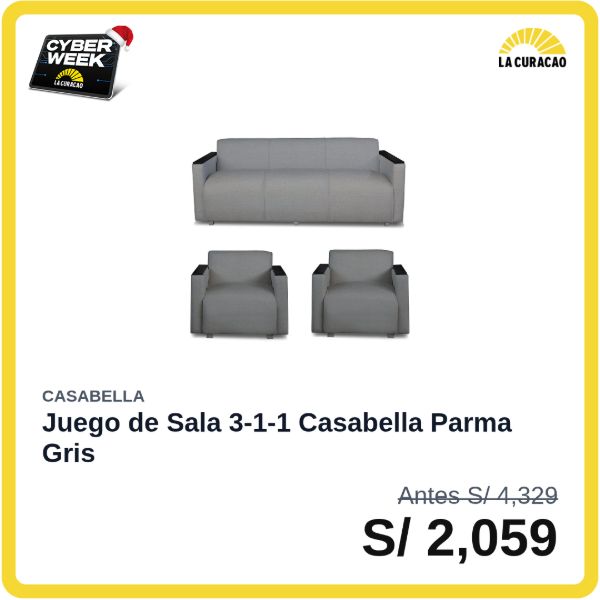 CYBER
WEEK
LA CURACAO
LA CURACAO
CASABELLA
Juego de Sala 3-1-1 Casabella Parma
Gris
Antes S/ 4,329
S/ 2,059